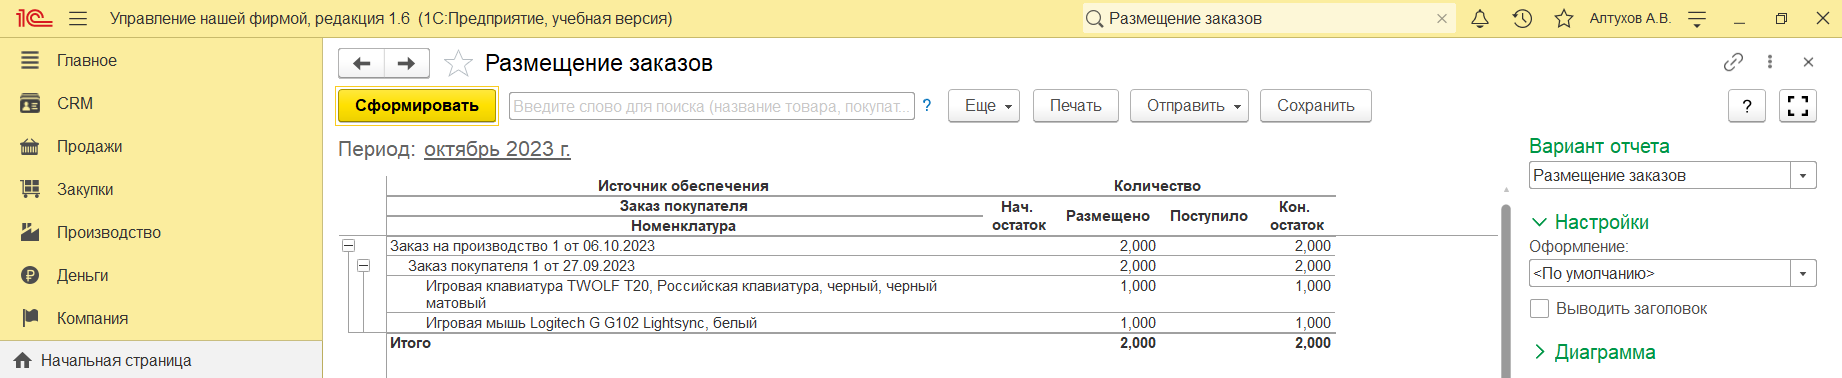 1С Управление нашей фирмой, редакция 1.6 (1С:Предприятие, учебная версия) Размещение заказов Алтухов А.В.
Главное
CRM
Продажи
Закупки
Производство
Деньги
Компания
Начальная страница
Размещение заказов
Сформировать Введите слово для поиска (название товара, покупат... ? Еще Печать Отправить Сохранить ?
Период: октябрь 2023 г.
Источник обеспечения Количество
Заказ покупателя Нач. остаток Размещено Поступило Кон. остаток
Номенклатура
Заказ на производство 1 от 06.10.2023 2,000 2,000
Заказ покупателя 1 от 27.09.2023 2,000 2,000
Игровая клавиатура TWOLF T20, Российская клавиатура, черный, черный 1,000 1,000
матовый
Игровая мышь Logitech G G102 Lightsync, белый 1,000 1,000
Итого 2,000 2,000
Вариант отчета
Размещение заказов
Настройки
Оформление:
<По умолчанию>
Выводить заголовок
Диаграмма